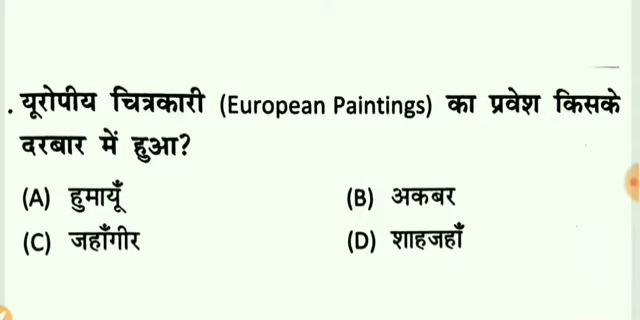 . यूरोपीय चित्रकारी (European Paintings) का प्रवेश किसके
दरबार में हुआ?
(A) हुमायूँ (B) अकबर
(C) जहाँगीर (D) शाहजहाँ